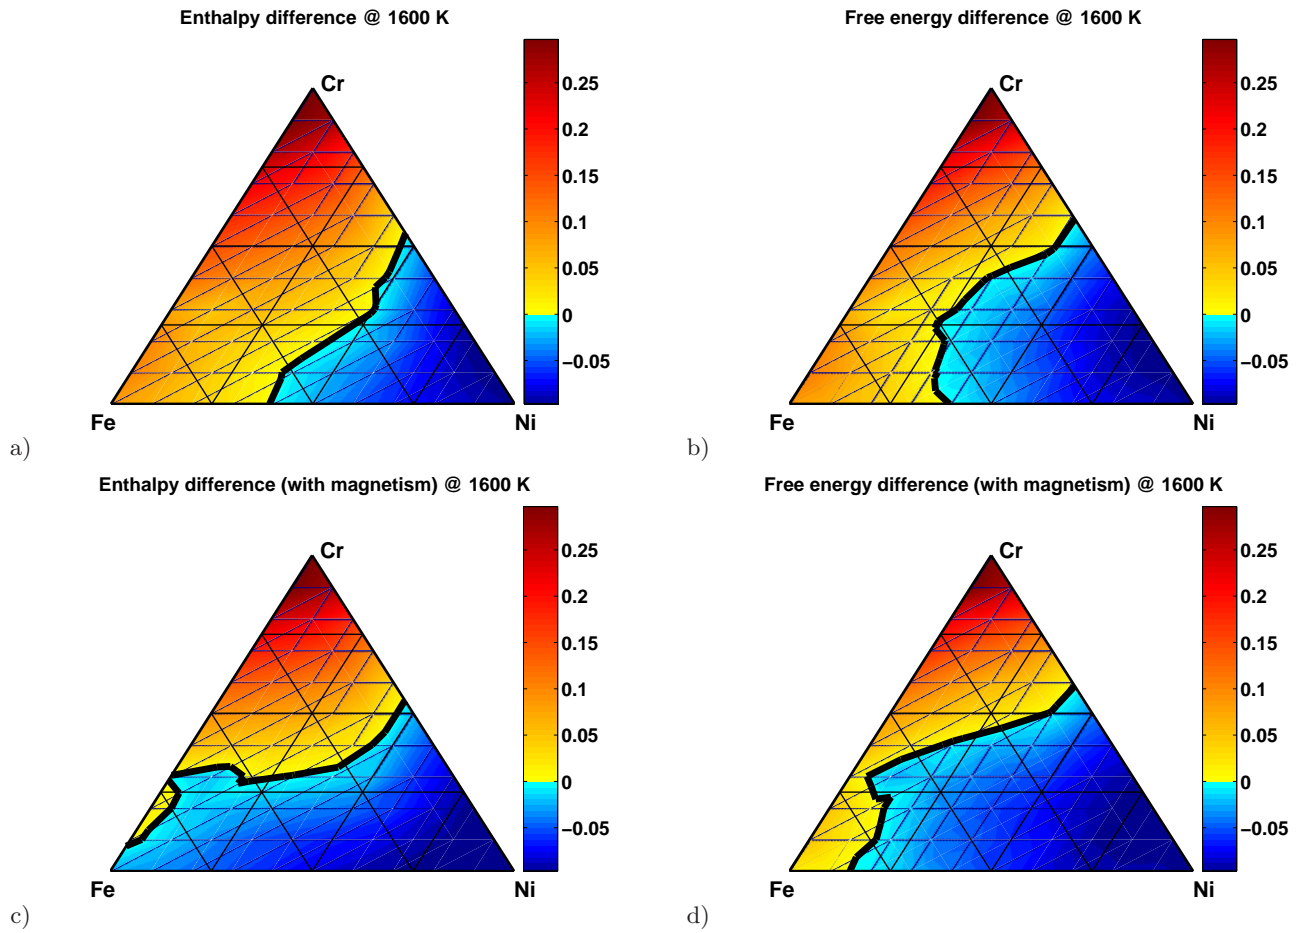 Enthalpy difference @ 1600 K
Cr
0.25
0.2
0.15
0.1
0.05
0
−0.05
Fe
Ni
a)
Free energy difference @ 1600 K
Cr
0.25
0.2
0.15
0.1
0.05
0
−0.05
Fe
Ni
b)
Enthalpy difference (with magnetism) @ 1600 K
Cr
0.25
0.2
0.15
0.1
0.05
0
−0.05
Fe
Ni
c)
Free energy difference (with magnetism) @ 1600 K
Cr
0.25
0.2
0.15
0.1
0.05
0
−0.05
Fe
Ni
d)